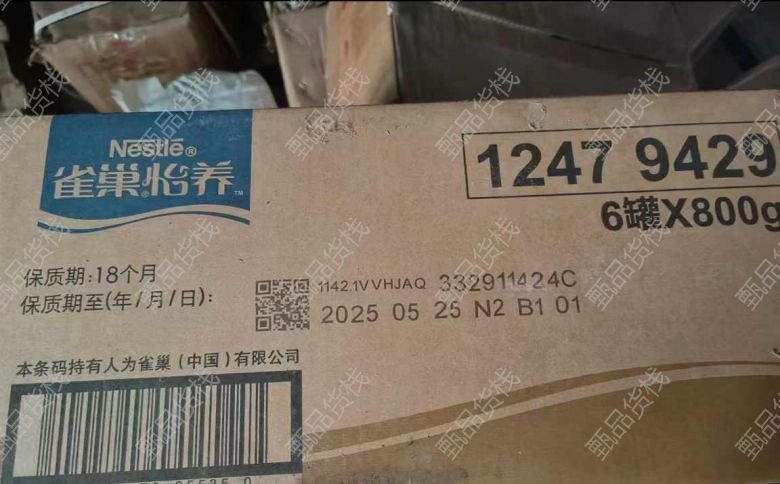 Nestle®
雀巢®怡养™
1247 9429
6罐X800g
保质期:18个月
保质期至(年/月/日):
1142.1VVHJAQ 332911424C
2025 05 25 N2 B1 01
本条码持有人为雀巢(中国)有限公司
甄品货栈